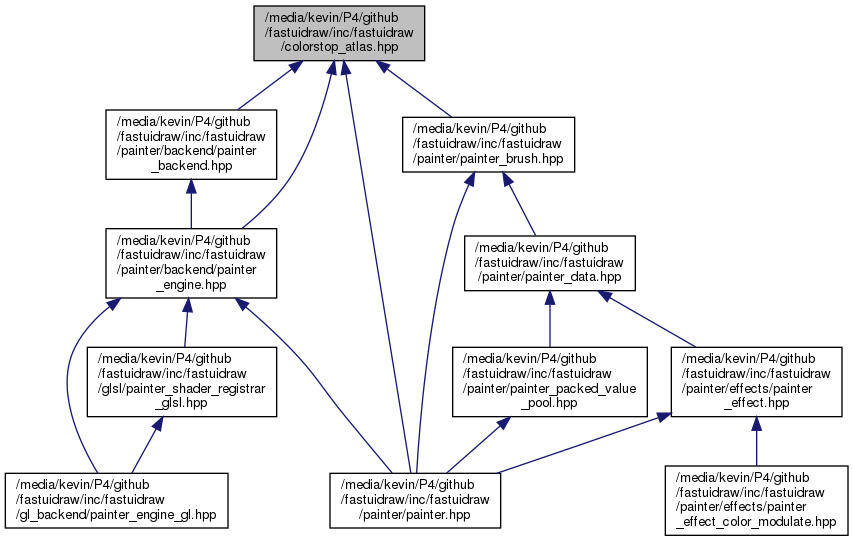 /media/kevin/P4/github
/fastuidraw/inc/fastuidraw
/colorstop_atlas.hpp
/media/kevin/P4/github
/fastuidraw/inc/fastuidraw
/painter/backend/painter
_backend.hpp
/media/kevin/P4/github
/fastuidraw/inc/fastuidraw
/painter/painter_brush.hpp
/media/kevin/P4/github
/fastuidraw/inc/fastuidraw
/painter/backend/painter
_engine.hpp
/media/kevin/P4/github
/fastuidraw/inc/fastuidraw
/painter/painter_data.hpp
/media/kevin/P4/github
/fastuidraw/inc/fastuidraw
/glsl/painter_shader_registrar
_glsl.hpp
/media/kevin/P4/github
/fastuidraw/inc/fastuidraw
/painter/painter_packed_value
_pool.hpp
/media/kevin/P4/github
/fastuidraw/inc/fastuidraw
/painter/effects/painter
_effect.hpp
/media/kevin/P4/github
/fastuidraw/inc/fastuidraw
/gl_backend/painter_engine_gl.hpp
/media/kevin/P4/github
/fastuidraw/inc/fastuidraw
/painter/painter.hpp
/media/kevin/P4/github
/fastuidraw/inc/fastuidraw
/painter/effects/painter
_effect_color_modulate.hpp